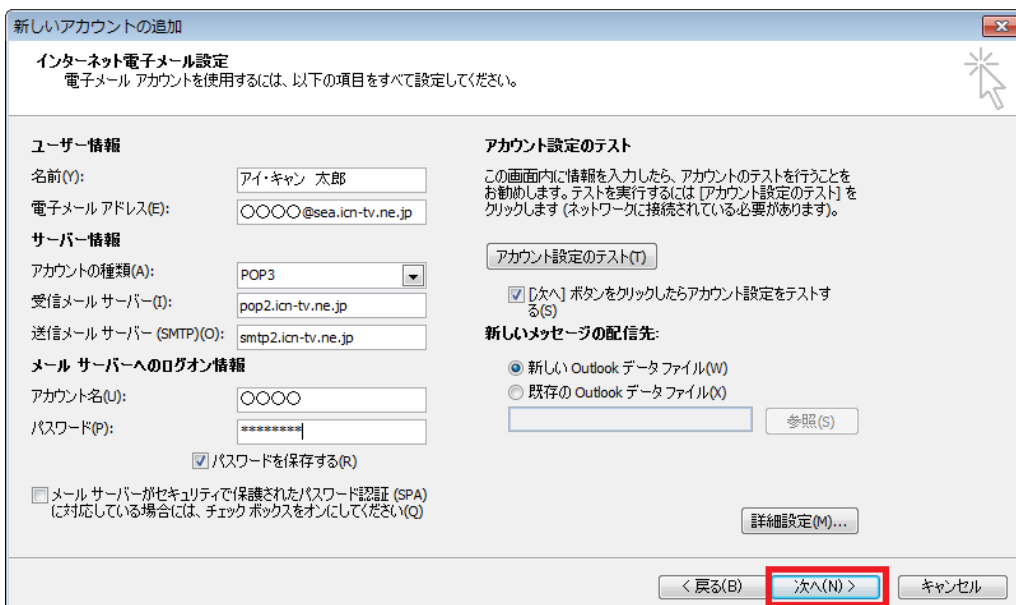 新しいアカウントの追加
インターネット電子メール設定
電子メール アカウントを使用するには、以下の項目をすべて設定してください。
ユーザー情報
名前(Y):
アイ・キャン 太郎
電子メール アドレス(E):
〇〇〇〇@sea.icn-tv.ne.jp
サーバー情報
アカウントの種類(A):
POP3
受信メール サーバー(I):
pop2.icn-tv.ne.jp
送信メール サーバー (SMTP)(O):
smtp2.icn-tv.ne.jp
メール サーバーへのログオン情報
アカウント名(U):
〇〇〇〇
パスワード(P):
********
パスワードを保存する(R)
メール サーバーがセキュリティで保護されたパスワード認証 (SPA)
に対応している場合には、チェック ボックスをオンにしてください(Q)
アカウント設定のテスト
この画面内に情報を入力したら、アカウントのテストを行うことを
お勧めします。テストを実行するには [アカウント設定のテスト] を
クリックします (ネットワークに接続されている必要があります)。
アカウント設定のテスト(T)
[次へ] ボタンをクリックしたらアカウント設定をテストす
る(S)
新しいメッセージの配信先:
新しい Outlook データ ファイル(W)
既存の Outlook データ ファイル(X)
参照(S)
詳細設定(M)...
< 戻る(B)
次へ(N) >
キャンセル